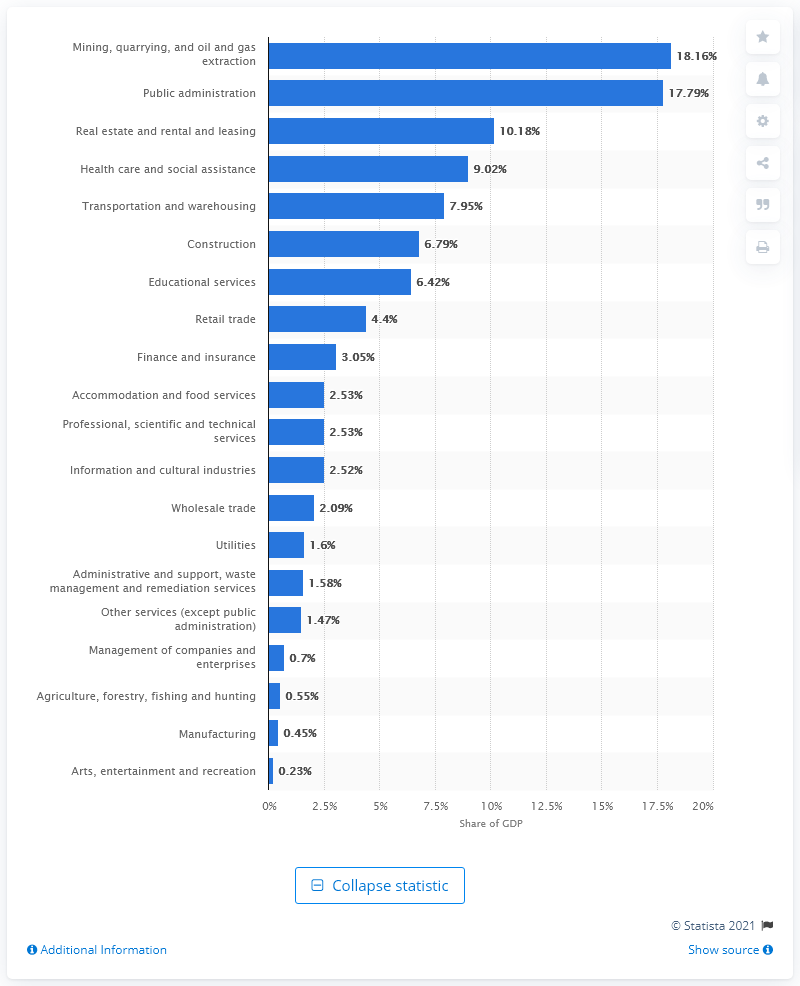 Mining, quarrying, and oil and gas
extraction
18.16%
Public administration
17.79%
Real estate and rental and leasing
10.18%
Health care and social assistance
9.02%
Transportation and warehousing
7.95%
Construction
6.79%
Educational services
6.42%
Retail trade
4.4%
Finance and insurance
3.05%
Accommodation and food services
2.53%
Professional, scientific and technical
services
2.53%
Information and cultural industries
2.52%
Wholesale trade
2.09%
Utilities
1.6%
Administrative and support, waste
management and remediation services
1.58%
Other services (except public
administration)
1.47%
Management of companies and
enterprises
0.7%
Agriculture, forestry, fishing and hunting
0.55%
Manufacturing
0.45%
Arts, entertainment and recreation
0.23%
0% 2.5% 5% 7.5% 10% 12.5% 15% 17.5% 20%
Share of GDP
Collapse statistic
© Statista 2021
Additional Information
Show source